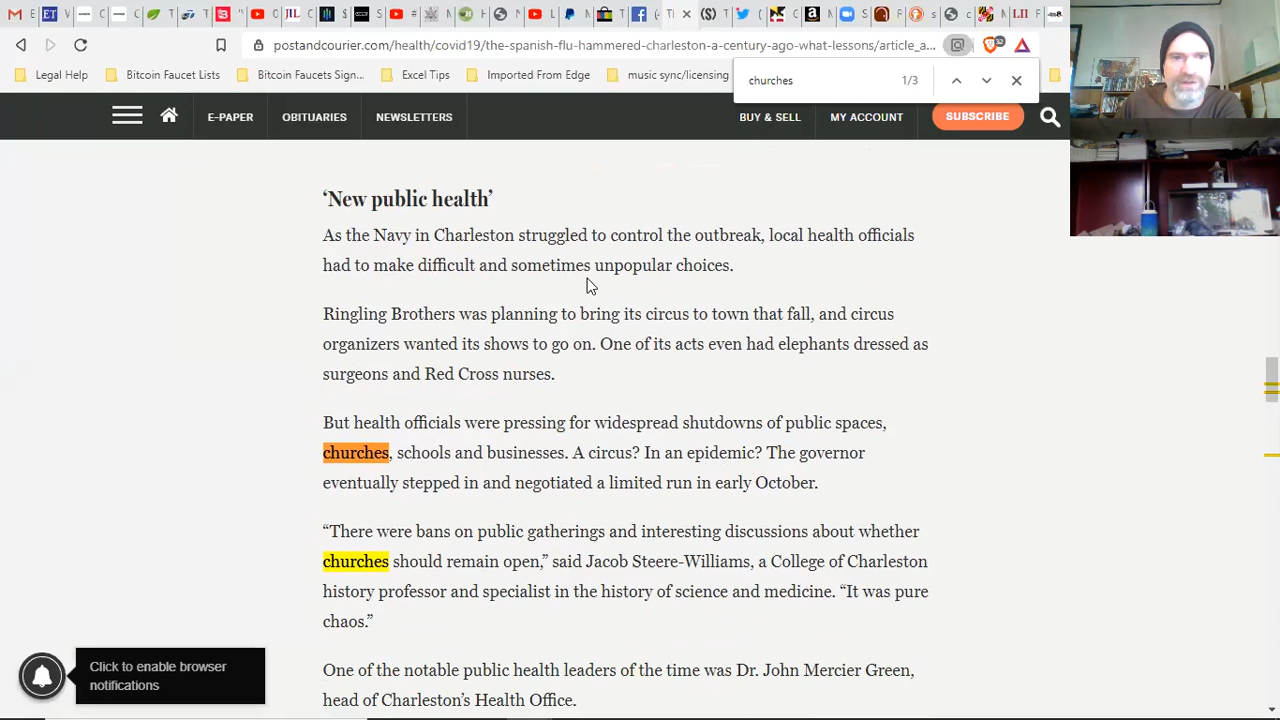 postandcourier.com/health/covid19/the-spanish-flu-hammered-charleston-a-century-ago-what-lessons/article_a...
32
Legal Help
Bitcoin Faucet Lists
Bitcoin Faucets Sign...
Excel Tips
Imported From Edge
music sync/licensing
churches
1/3
E-PAPER
OBITUARIES
NEWSLETTERS
BUY & SELL
MY ACCOUNT
SUBSCRIBE
‘New public health’
As the Navy in Charleston struggled to control the outbreak, local health officials
had to make difficult and sometimes unpopular choices.
Ringling Brothers was planning to bring its circus to town that fall, and circus
organizers wanted its shows to go on. One of its acts even had elephants dressed as
surgeons and Red Cross nurses.
But health officials were pressing for widespread shutdowns of public spaces,
churches, schools and businesses. A circus? In an epidemic? The governor
eventually stepped in and negotiated a limited run in early October.
“There were bans on public gatherings and interesting discussions about whether
churches should remain open,” said Jacob Steere-Williams, a College of Charleston
history professor and specialist in the history of science and medicine. “It was pure
chaos.”
One of the notable public health leaders of the time was Dr. John Mercier Green,
head of Charleston’s Health Office.
Click to enable browser
notifications